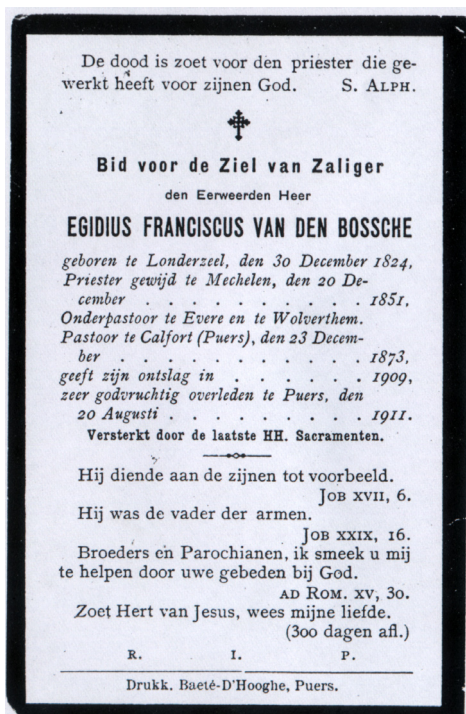 De dood is zoet voor den priester die ge-
werkt heeft voor zijnen God. S. ALPH.
Bid voor de Ziel van Zaliger
den Eerweerden Heer
EGIDIUS FRANCISCUS VAN DEN BOSSCHE
geboren te Londerzeel, den 30 December 1824,
Priester gewijd te Mechelen, den 20 De-
cember . . . . . . . . . . . 1851,
Onderpastoor te Evere en te Wolverthem.
Pastoor te Calfort (Puers), den 23 Decem-
ber . . . . . . . . . . . . 1873,
geeft zijn ontslag in . . . . . . 1909,
zeer godvruchtig overleden te Puers, den
20 Augusti . . . . . . . . . 1911.
Versterkt door de laatste HH. Sacramenten.
Hij diende aan de zijnen tot voorbeeld.
JOB XVII, 6.
Hij was de vader der armen.
JOB XXIX, 16.
Broeders en Parochianen, ik smeek u mij
te helpen door uwe gebeden bij God.
AD ROM. XV, 30.
Zoet Hert van Jesus, wees mijne liefde.
(300 dagen afl.)
R. I. P.
Drukk. Baeté-D'Hooghe, Puers.